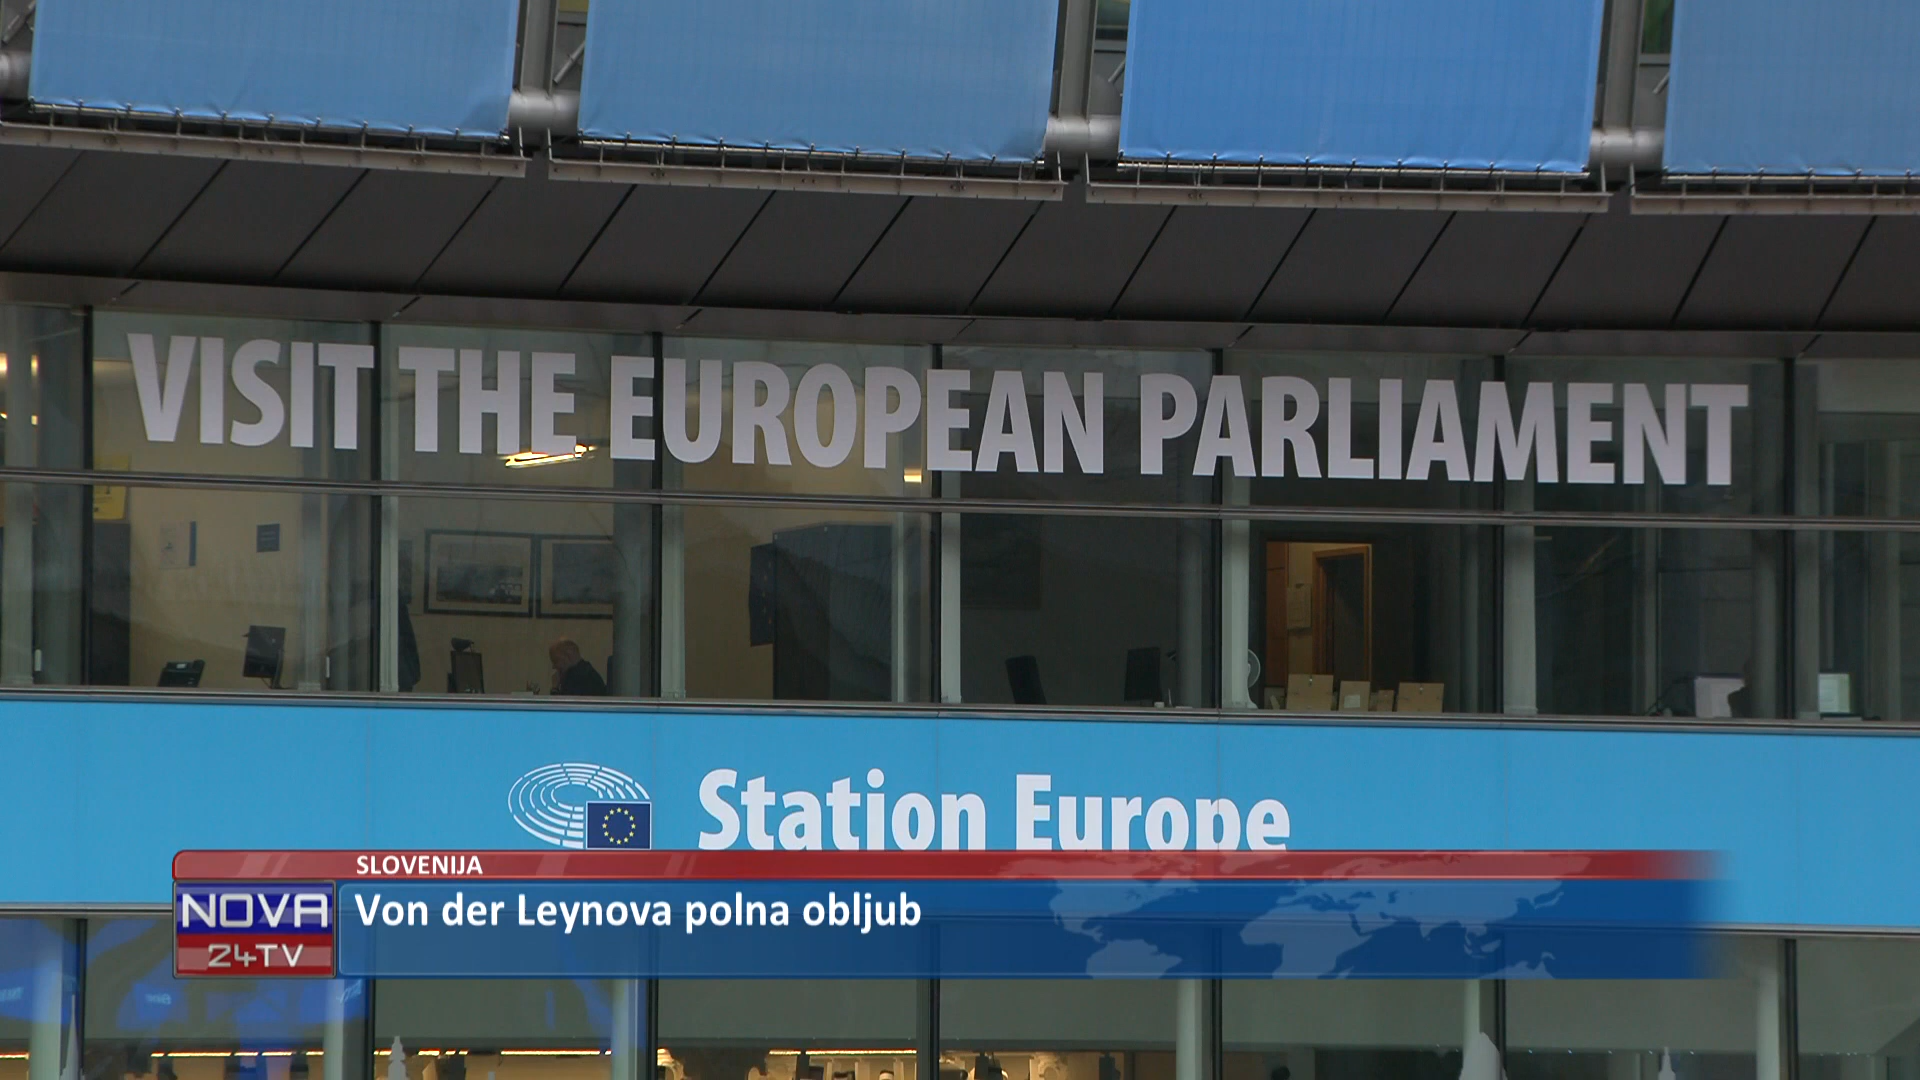 VISIT THE EUROPEAN PARLIAMENT
Station Europe
SLOVENIJA
NOVA
24TV
Von der Leynova polna obljub